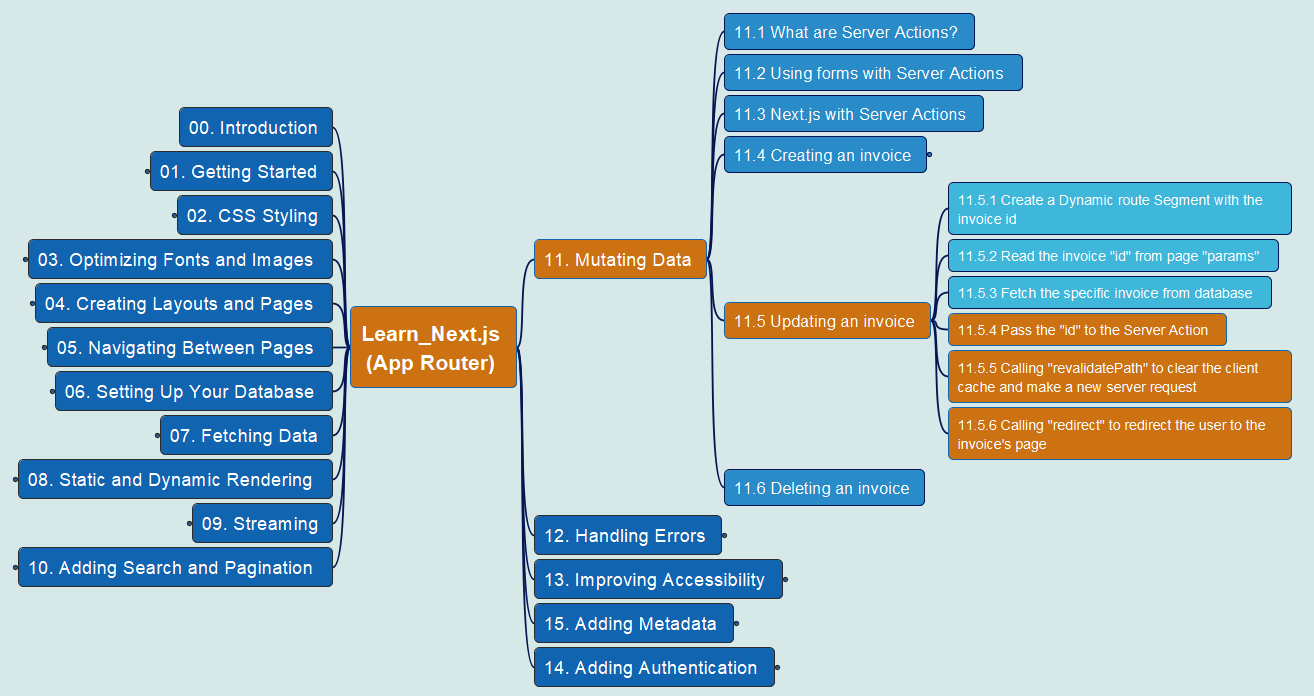 Learn_Next.js
(App Router)
00. Introduction
01. Getting Started
02. CSS Styling
03. Optimizing Fonts and Images
04. Creating Layouts and Pages
05. Navigating Between Pages
06. Setting Up Your Database
07. Fetching Data
08. Static and Dynamic Rendering
09. Streaming
10. Adding Search and Pagination
11. Mutating Data
11.1 What are Server Actions?
11.2 Using forms with Server Actions
11.3 Next.js with Server Actions
11.4 Creating an invoice
11.5 Updating an invoice
11.5.1 Create a Dynamic route Segment with the
invoice id
11.5.2 Read the invoice "id" from page "params"
11.5.3 Fetch the specific invoice from database
11.5.4 Pass the "id" to the Server Action
11.5.5 Calling "revalidatePath" to clear the client
cache and make a new server request
11.5.6 Calling "redirect" to redirect the user to the
invoice's page
11.6 Deleting an invoice
12. Handling Errors
13. Improving Accessibility
15. Adding Metadata
14. Adding Authentication